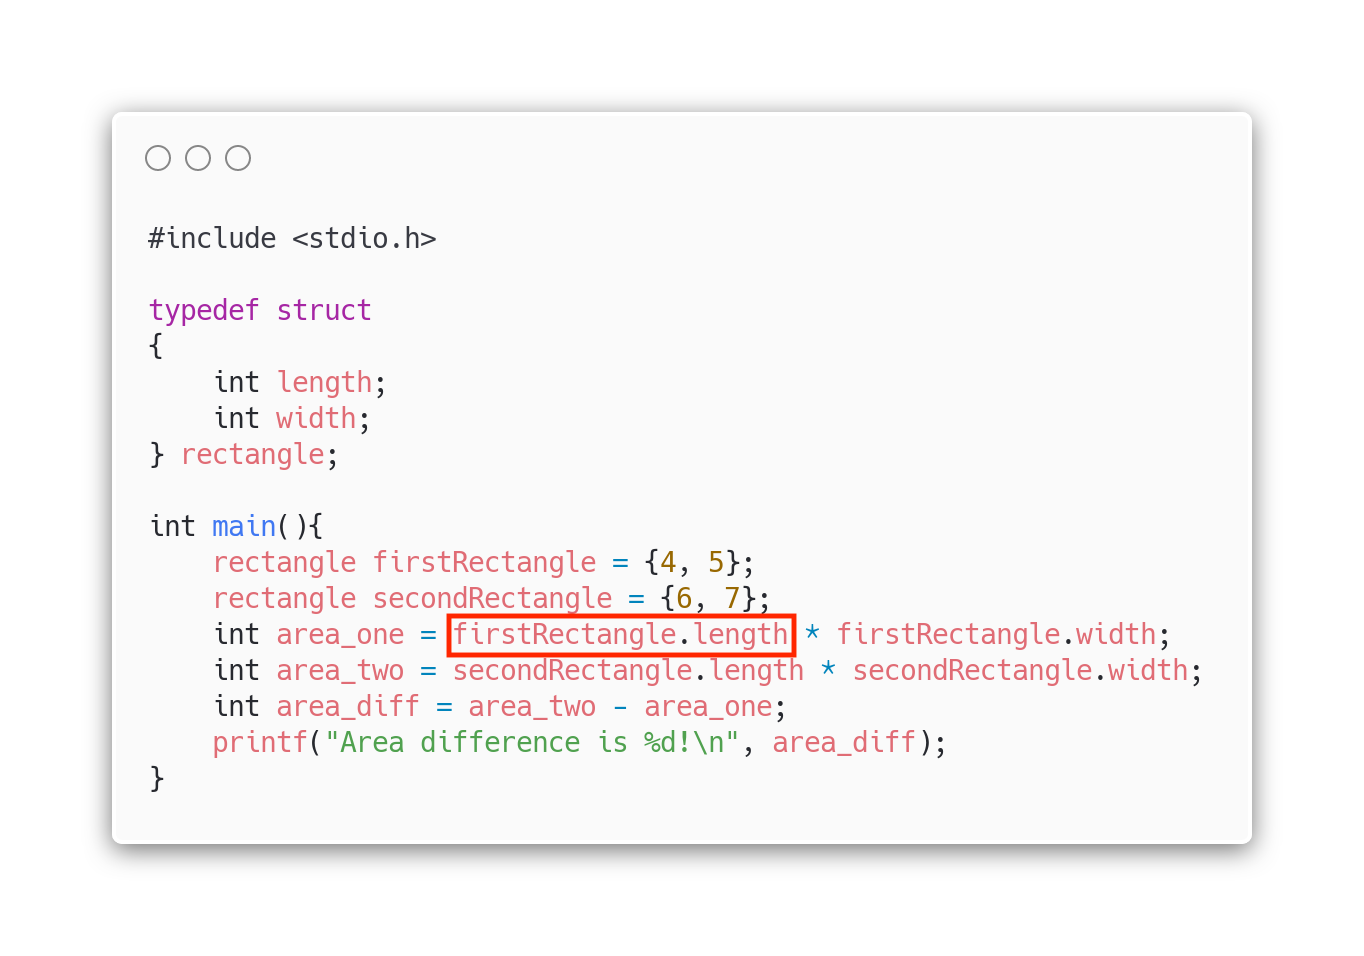 #include <stdio.h>

typedef struct
{
    int length;
    int width;
} rectangle;

int main(){
    rectangle firstRectangle = {4, 5};
    rectangle secondRectangle = {6, 7};
    int area_one = firstRectangle.length * firstRectangle.width;
    int area_two = secondRectangle.length * secondRectangle.width;
    int area_diff = area_two - area_one;
    printf("Area difference is %d!\n", area_diff);
}